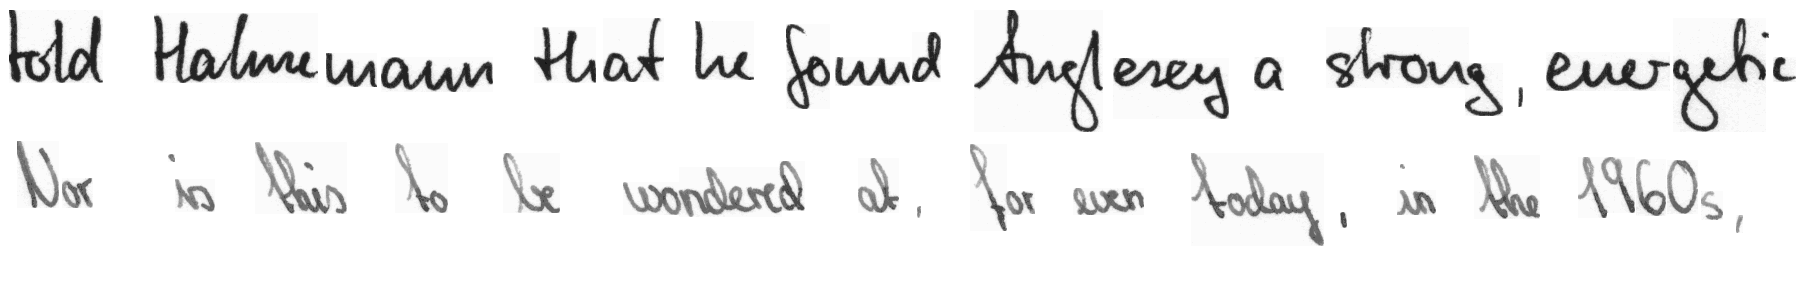 told Hahnemann that he found Anglesey a strong, energetic
Nor is this to be wondered at, for even today, in the 1960s,